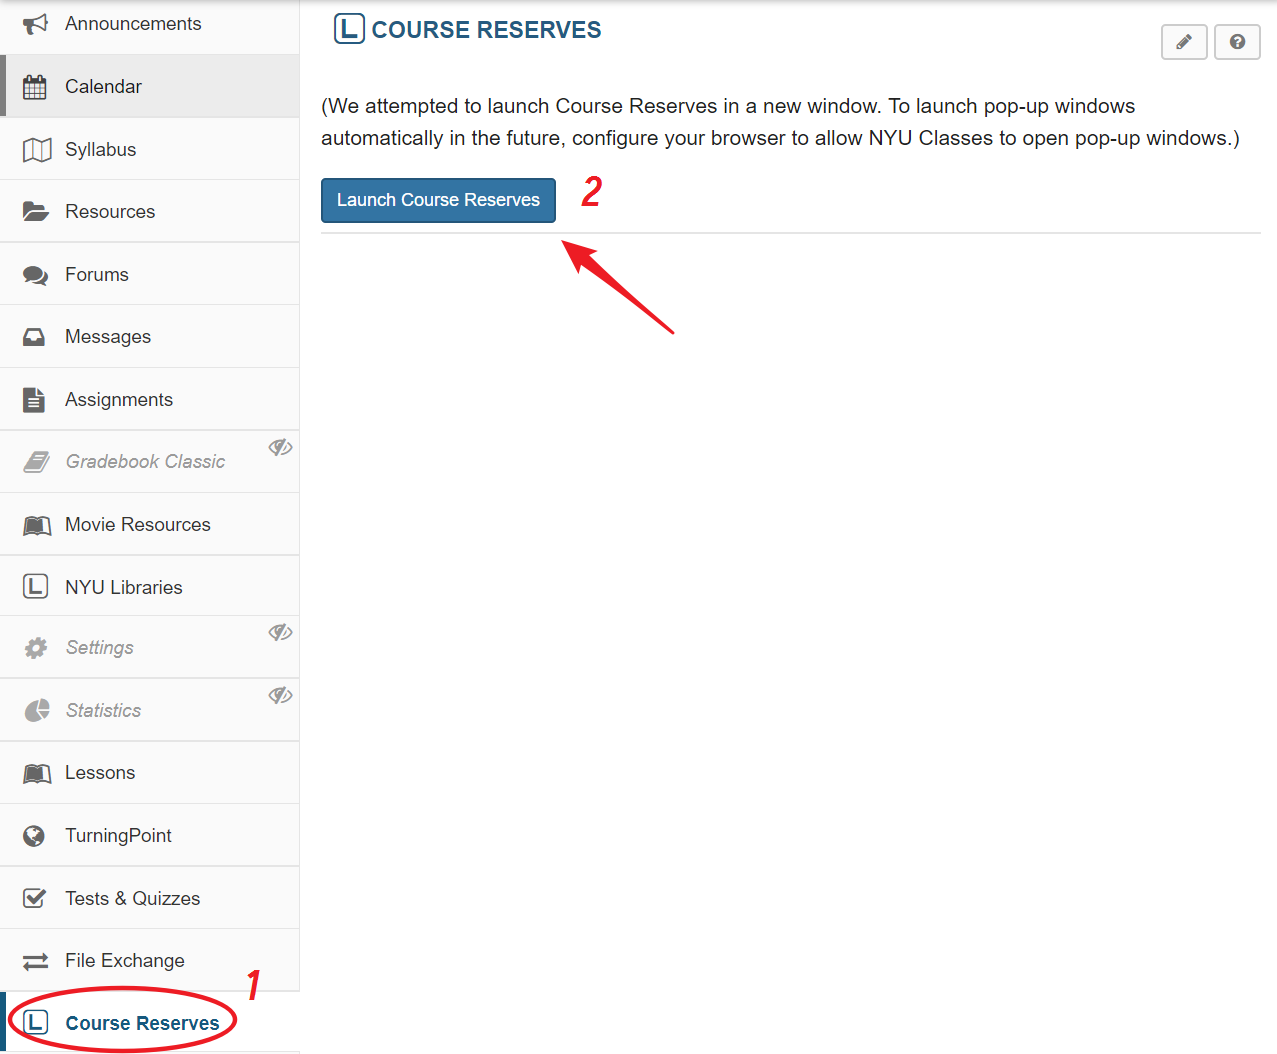 Announcements
Calendar
Syllabus
Resources
Forums
Messages
Assignments
Gradebook Classic
Movie Resources
L NYU Libraries
Settings
Statistics
Lessons
TurningPoint
Tests & Quizzes
File Exchange
1
L Course Reserves
L COURSE RESERVES
(We attempted to launch Course Reserves in a new window. To launch pop-up windows
automatically in the future, configure your browser to allow NYU Classes to open pop-up windows.)
Launch Course Reserves 2